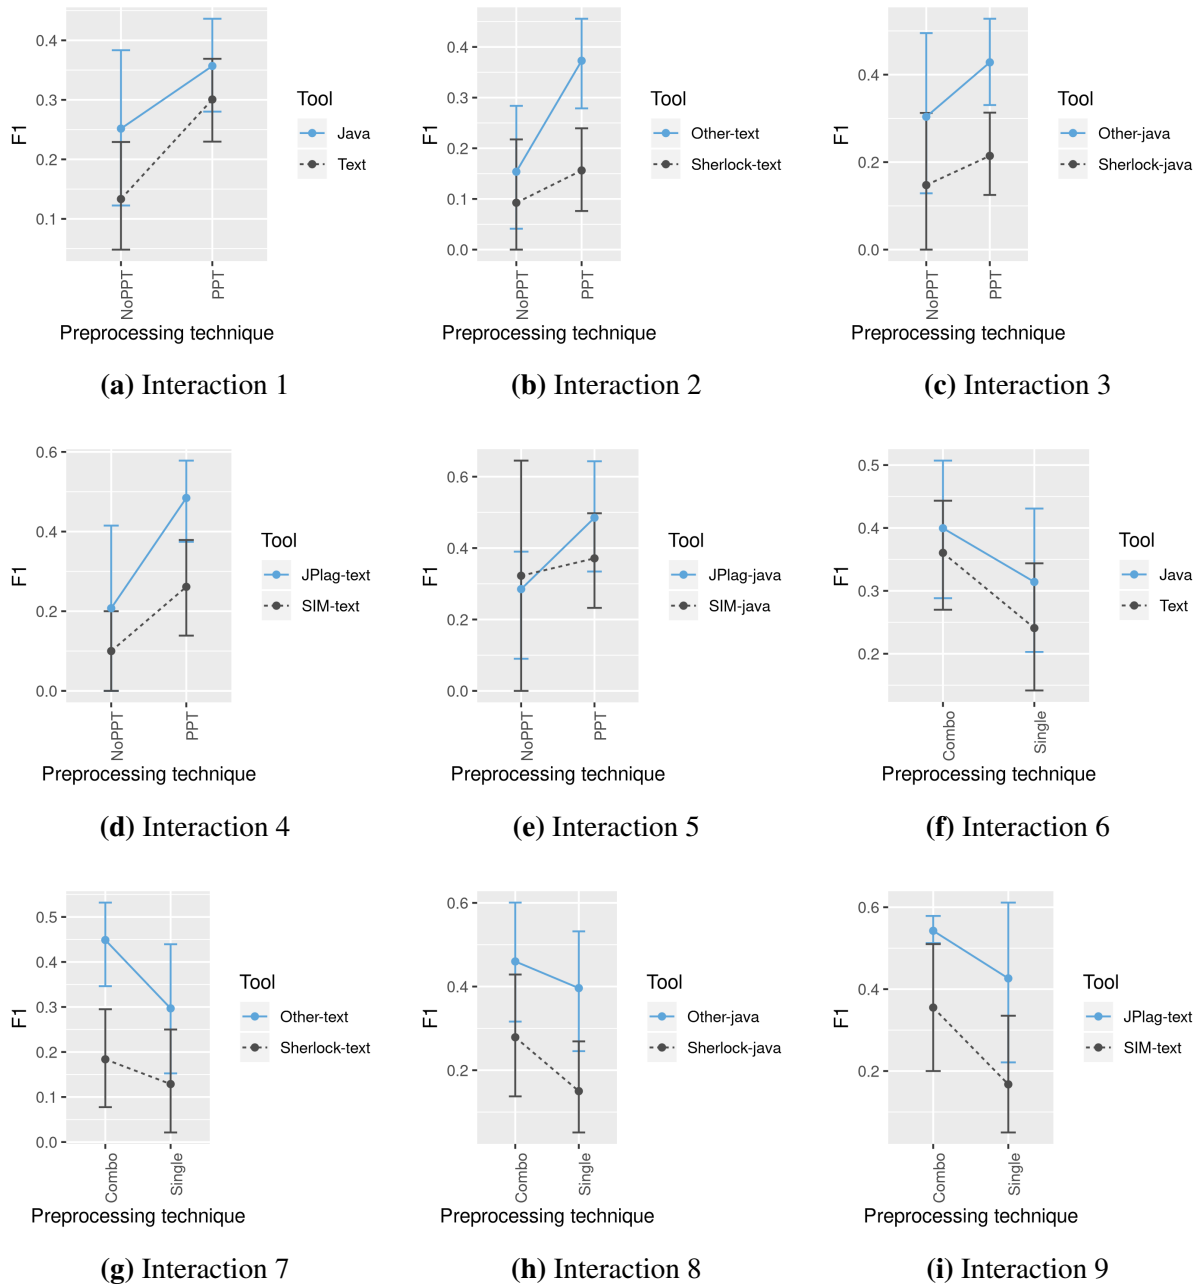 F1
0.4
0.3
0.2
0.1
NoPPT
PPT
Preprocessing technique
Tool
Java
Text
(a) Interaction 1
F1
0.4
0.3
0.2
0.1
0.0
NoPPT
PPT
Preprocessing technique
Tool
Other-text
Sherlock-text
(b) Interaction 2
F1
0.4
0.2
0.0
NoPPT
PPT
Preprocessing technique
Tool
Other-java
Sherlock-java
(c) Interaction 3
F1
0.6
0.4
0.2
0.0
NoPPT
PPT
Preprocessing technique
Tool
JPlag-text
SIM-text
(d) Interaction 4
F1
0.6
0.4
0.2
0.0
NoPPT
PPT
Preprocessing technique
Tool
JPlag-java
SIM-java
(e) Interaction 5
F1
0.5
0.4
0.3
0.2
Combo
Single
Preprocessing technique
Tool
Java
Text
(f) Interaction 6
F1
0.5
0.4
0.3
0.2
0.1
0.0
Combo
Single
Preprocessing technique
Tool
Other-text
Sherlock-text
(g) Interaction 7
F1
0.6
0.4
0.2
Combo
Single
Preprocessing technique
Tool
Other-java
Sherlock-java
(h) Interaction 8
F1
0.6
0.4
0.2
Combo
Single
Preprocessing technique
Tool
JPlag-text
SIM-text
(i) Interaction 9